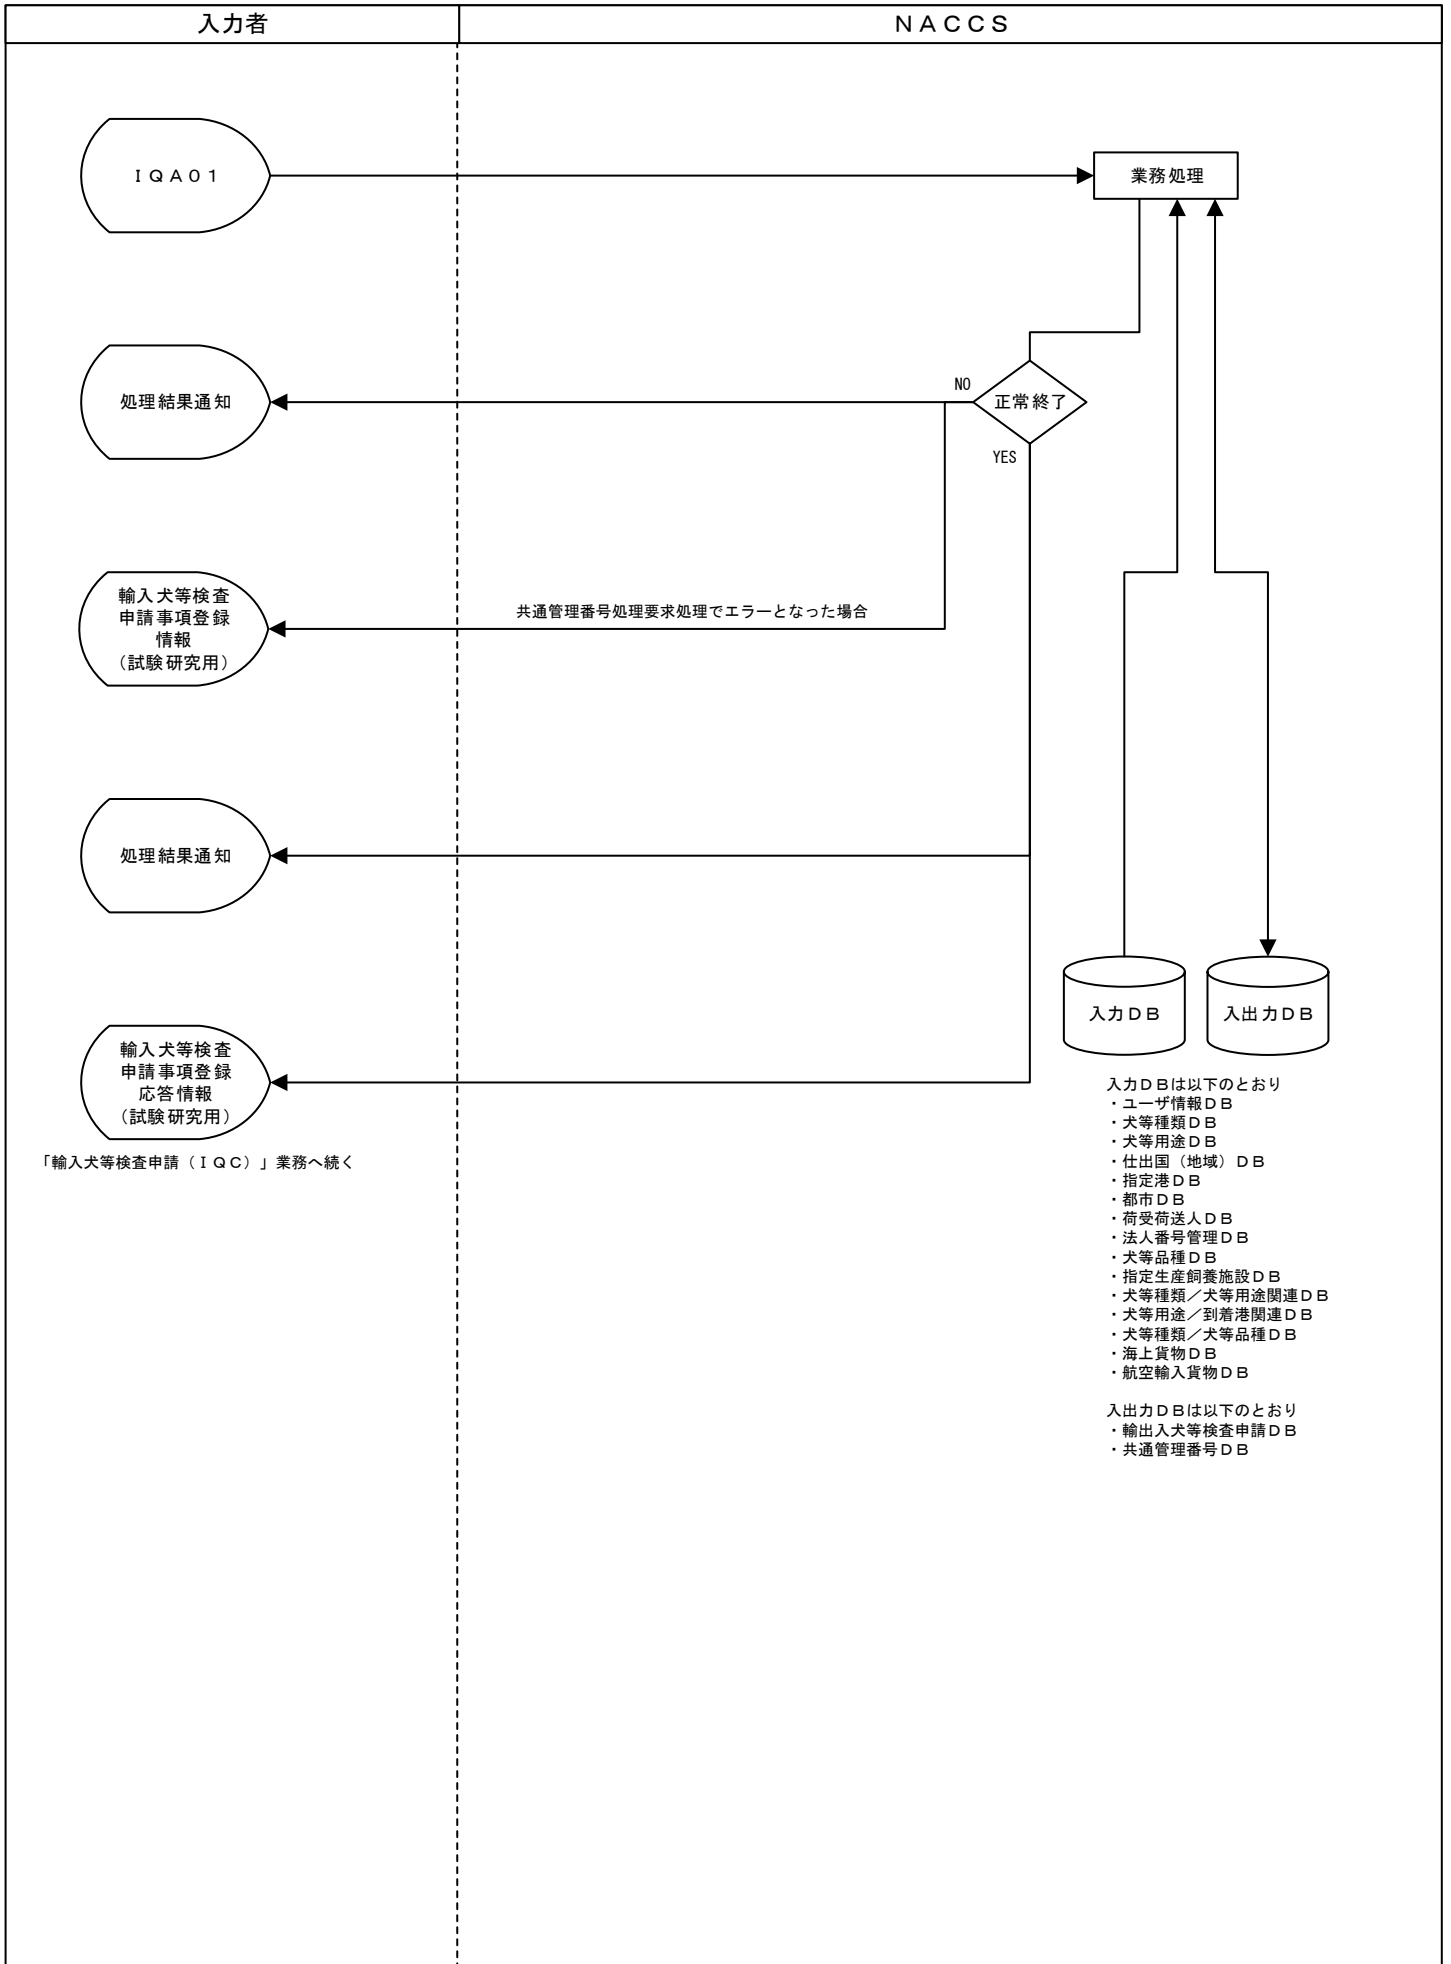 入力者
ＮＡＣＣＳ
ＩＱＡ０１
業務処理
処理結果通知
NO
正常終了
YES
輸入犬等検査
申請事項登録
情報
（試験研究用）
共通管理番号処理要求処理でエラーとなった場合
処理結果通知
入力ＤＢ
入出力ＤＢ
輸入犬等検査
申請事項登録
応答情報
（試験研究用）
「輸入犬等検査申請（ＩＱＣ）」業務へ続く
入力ＤＢは以下のとおり
・ユーザ情報ＤＢ
・犬等種類ＤＢ
・犬等用途ＤＢ
・仕出国（地域）ＤＢ
・指定港ＤＢ
・都市ＤＢ
・荷受荷送人ＤＢ
・法人番号管理ＤＢ
・犬等品種ＤＢ
・指定生産飼養施設ＤＢ
・犬等種類／犬等用途関連ＤＢ
・犬等用途／到着港関連ＤＢ
・犬等種類／犬等品種ＤＢ
・海上貨物ＤＢ
・航空輸入貨物ＤＢ
入出力ＤＢは以下のとおり
・輸出入犬等検査申請ＤＢ
・共通管理番号ＤＢ